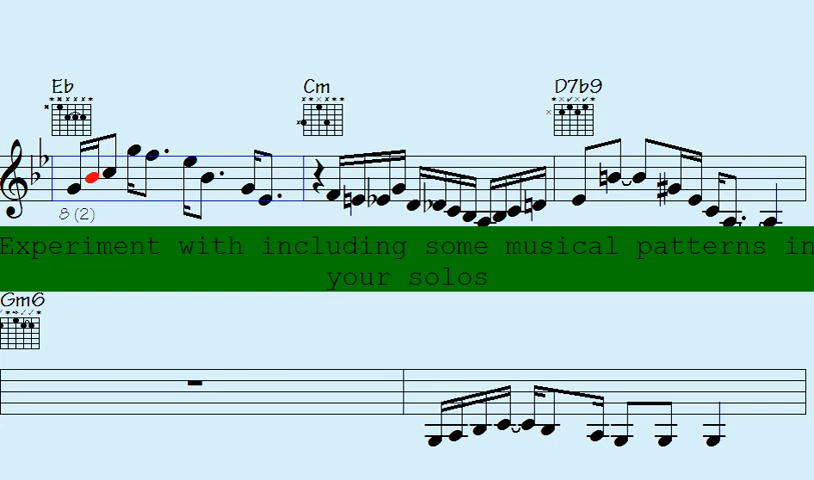 Eb Cm D7b9
8 (2)
Experiment with including some musical patterns in
your solos
Gm6